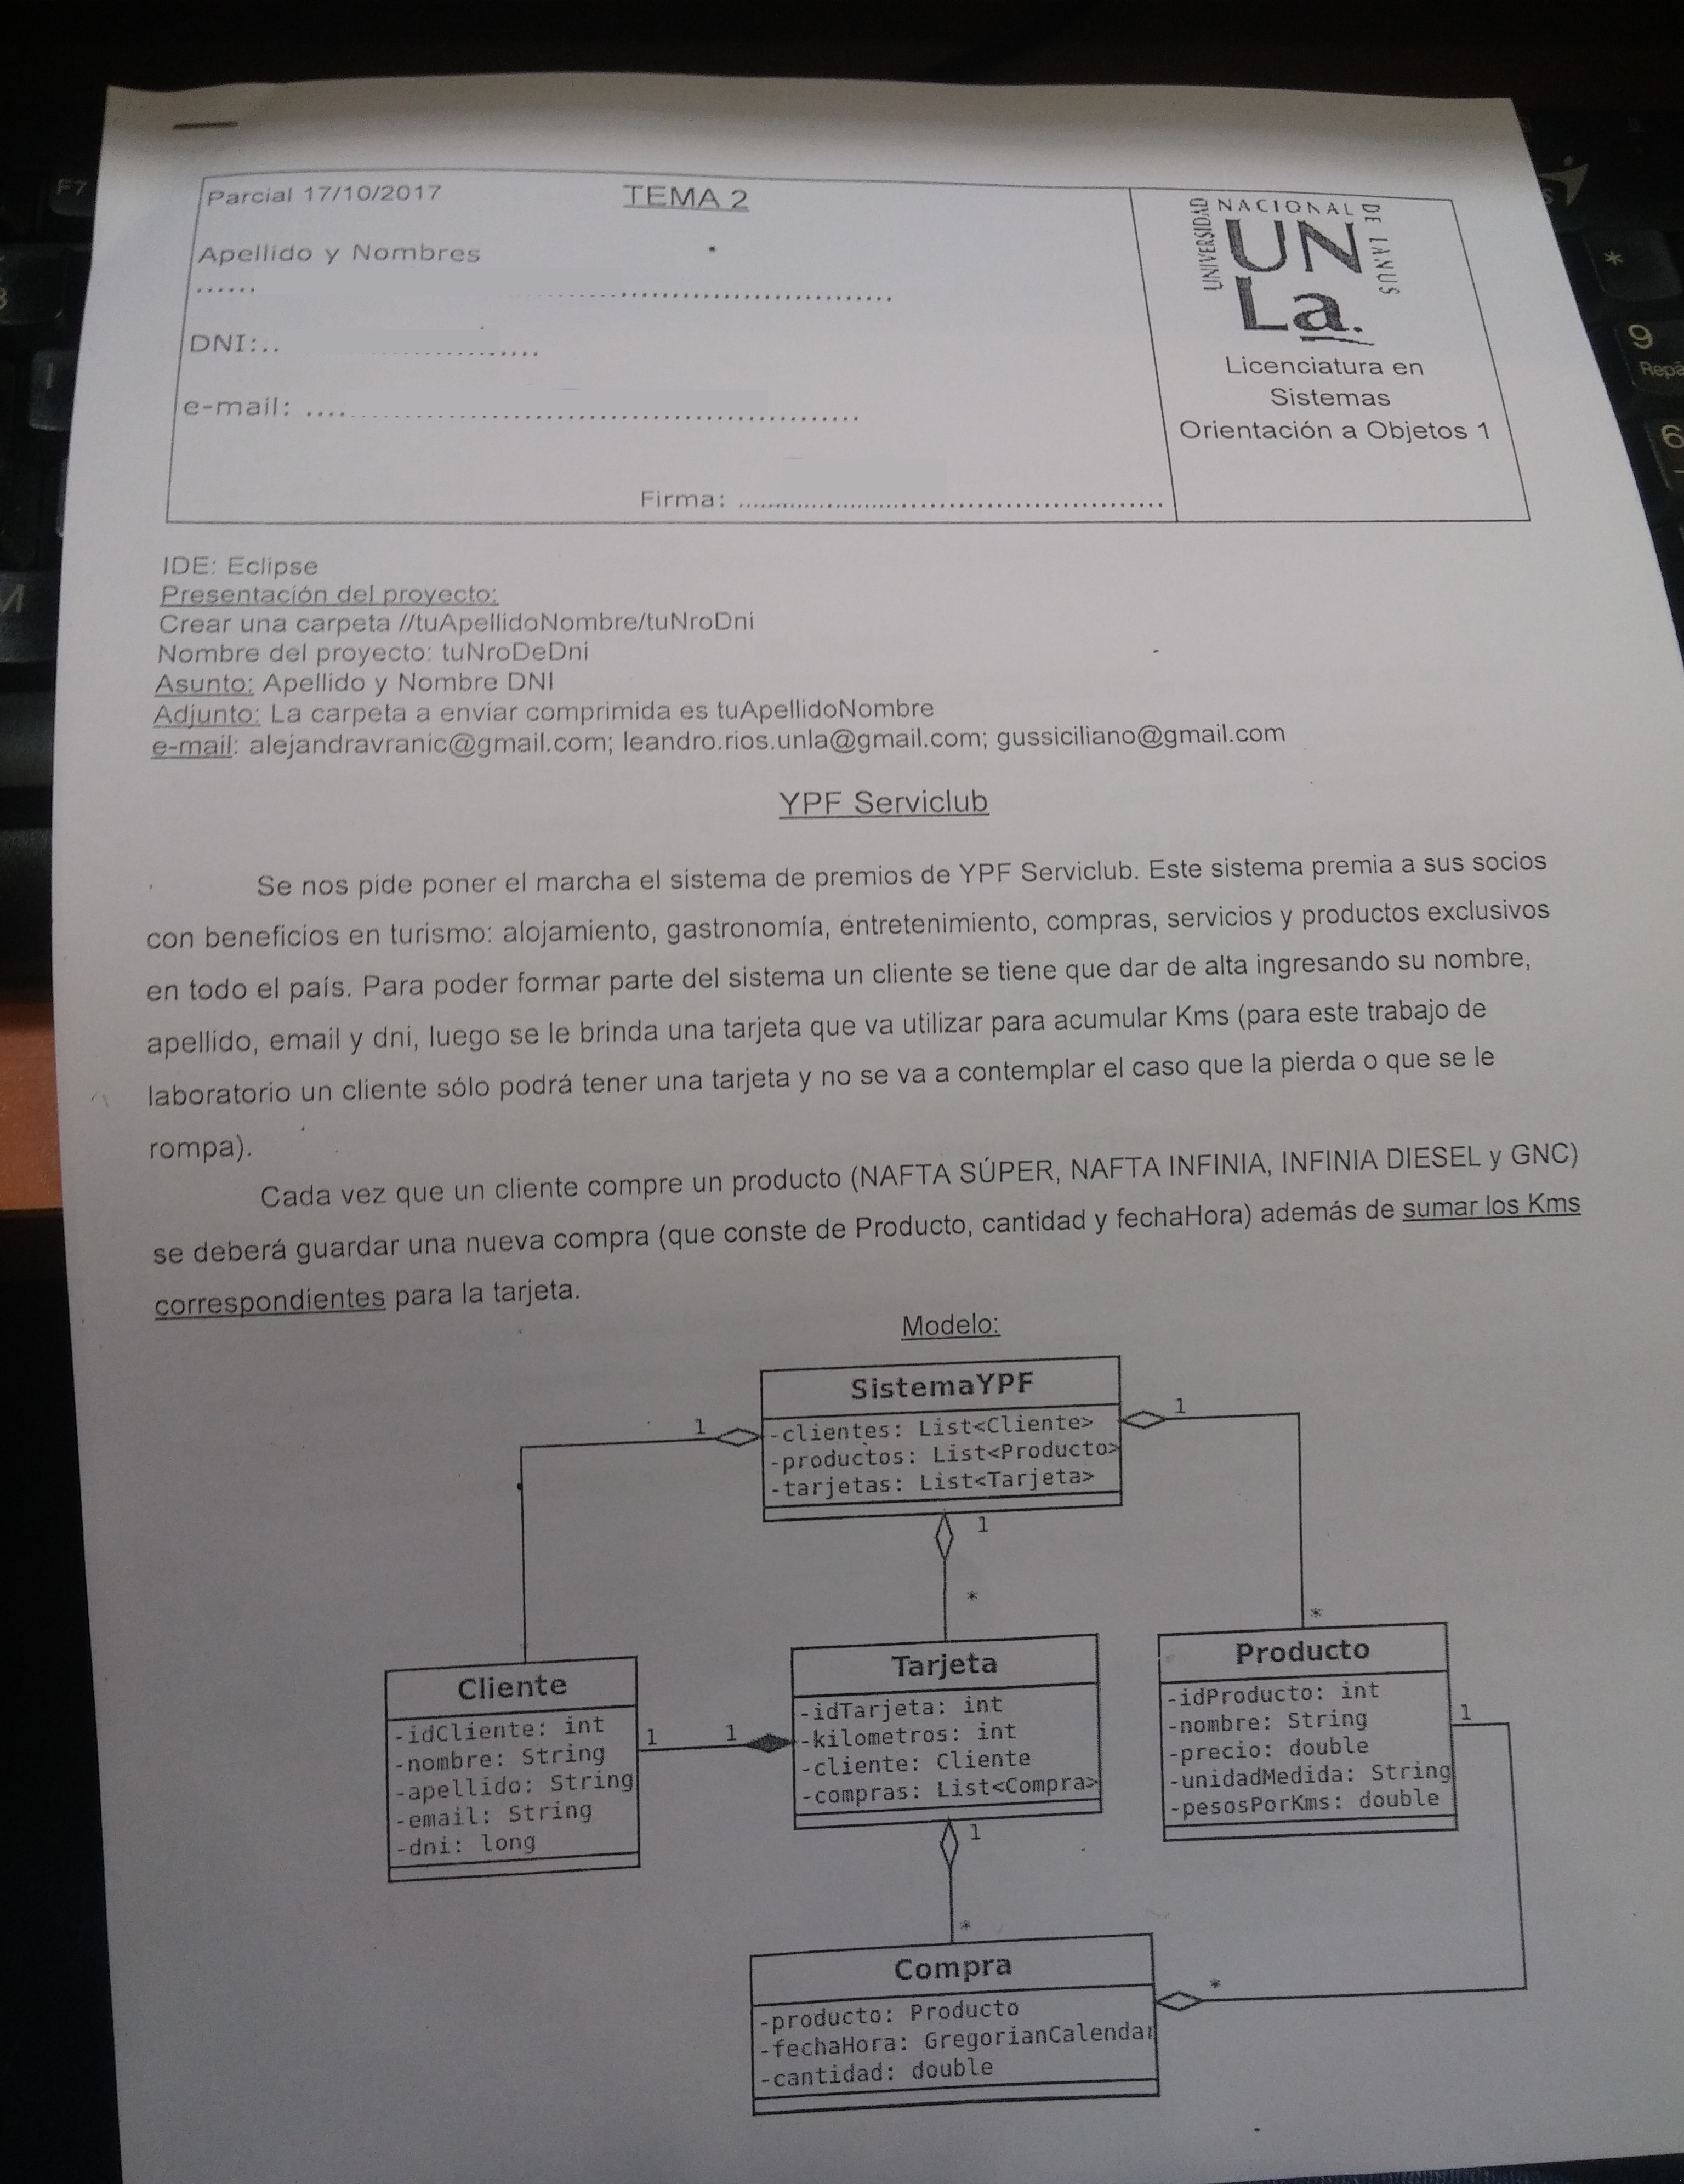 Parcial 17/10/2017
TEMA 2
Apellido y Nombres
......
DNI:..
e-mail: ....
Firma:
UNIVERSIDAD NACIONAL DE LANUS
UN
La.
Licenciatura en
Sistemas
Orientación a Objetos 1
IDE: Eclipse
Presentación del proyecto:
Crear una carpeta //tuApellidoNombre/tuNroDni
Nombre del proyecto: tuNroDeDni
Asunto: Apellido y Nombre DNI
Adjunto: La carpeta a enviar comprimida es tuApellidoNombre
e-mail: alejandravranic@gmail.com; leandro.rios.unla@gmail.com; gussiciliano@gmail.com
YPF Serviclub
Se nos pide poner el marcha el sistema de premios de YPF Serviclub. Este sistema premia a sus socios
con beneficios en turismo: alojamiento, gastronomía, entretenimiento, compras, servicios y productos exclusivos
en todo el país. Para poder formar parte del sistema un cliente se tiene que dar de alta ingresando su nombre,
apellido, email y dni, luego se le brinda una tarjeta que va utilizar para acumular Kms (para este trabajo de
laboratorio un cliente sólo podrá tener una tarjeta y no se va a contemplar el caso que la pierda o que se le
rompa).
Cada vez que un cliente compre un producto (NAFTA SÚPER, NAFTA INFINIA, INFINIA DIESEL y GNC)
se deberá guardar una nueva compra (que conste de Producto, cantidad y fechaHora) además de sumar los Kms
correspondientes para la tarjeta.
Modelo:
SistemaYPF
-clientes: List<Cliente>
-productos: List<Producto>
-tarjetas: List<Tarjeta>
1
1
1
*
*
Cliente
-idCliente: int
-nombre: String
-apellido: String
-email: String
-dni: long
1
1
Tarjeta
-idTarjeta: int
-kilometros: int
-cliente: Cliente
-compras: List<Compra>
Producto
-idProducto: int
-nombre: String
-precio: double
-unidadMedida: String
-pesosPorKms: double
1
1
*
Compra
-producto: Producto
-fechaHora: GregorianCalendar
-cantidad: double
*
F7
M
*
9
Repá
6